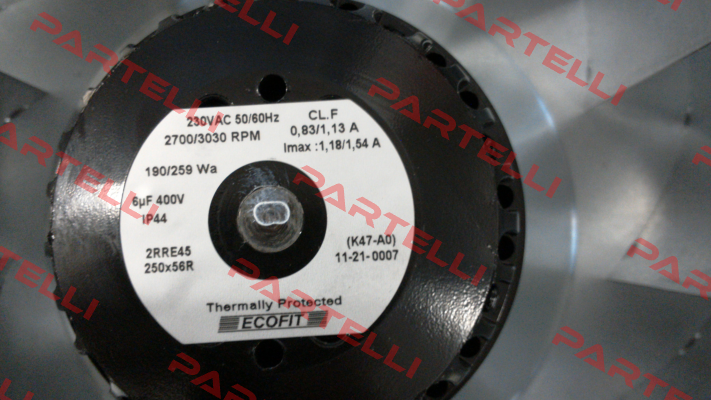 230VAC 50/60Hz CL.F
2700/3030 RPM 0,83/1,13 A
Imax :1,18/1,54 A
190/259 Wa
6µF 400V
IP44
2RRE45 (K47-A0)
250x56R 11-21-0007
Thermally Protected
ECOFIT
PARTELLI
PARTELLI
PARTELLI
PARTELLI
PARTELLI
PARTELLI
PARTELLI